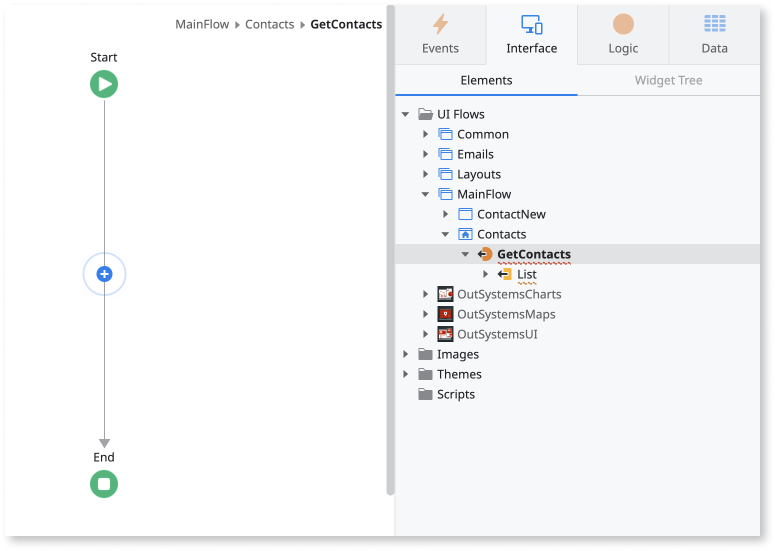 MainFlow Contacts GetContacts
Start
End
Events Interface Logic Data
Elements Widget Tree
UI Flows
Common
Emails
Layouts
MainFlow
ContactNew
Contacts
GetContacts
List
OutSystemsCharts
OutSystemsMaps
OutSystemsUI
Images
Themes
Scripts